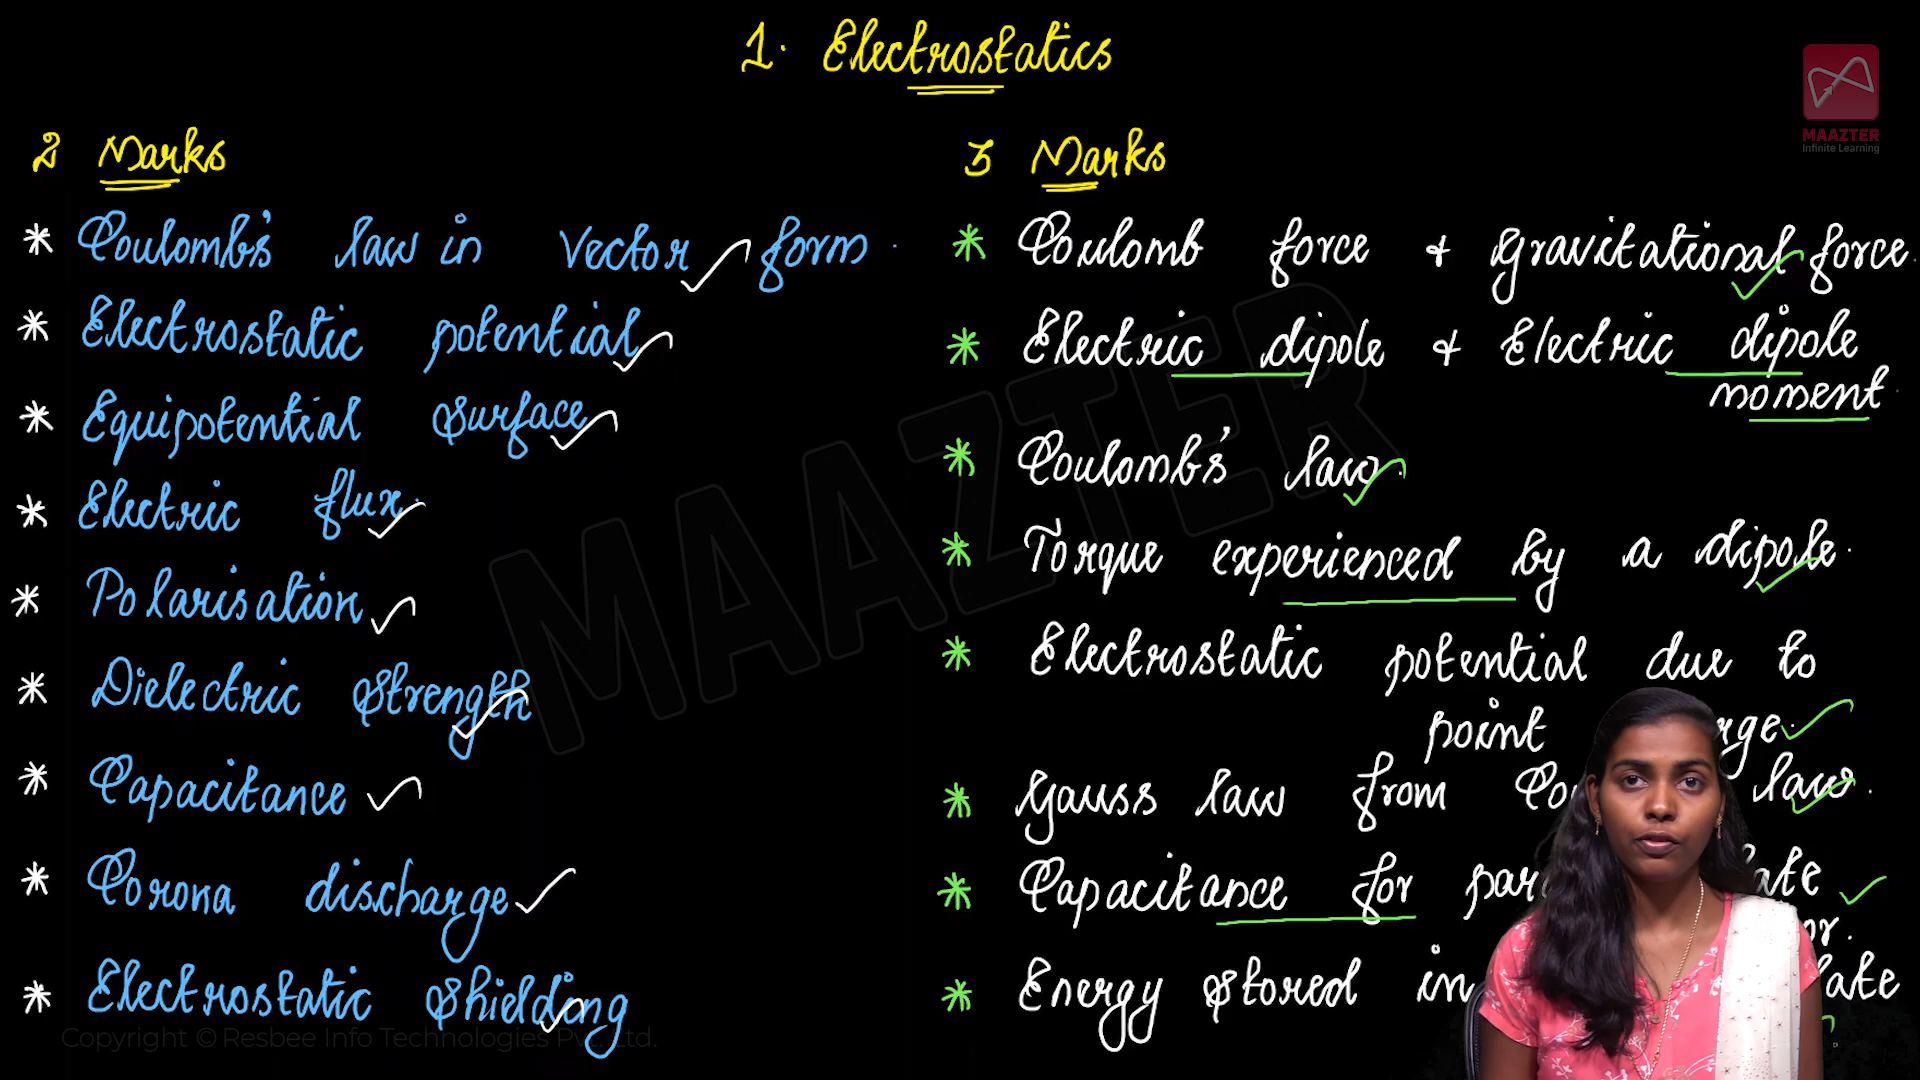 1. Electrostatics
MAAZTER
Infinite Learning
2 Marks
* Coulomb's law in vector form.
* Electrostatic potential
* Equipotential Surface
* Electric flux.
* Polarisation
* Dielectric Strength
* Capacitance
* Corona discharge
* Electrostatic Shielding
3 Marks
* Coulomb force + gravitational force.
* Electric dipole + Electric dipole
moment.
* Coulomb's law.
* Torque experienced by a dipole.
* Electrostatic potential due to
point
* Gauss law from law.
* Capacitance for
* Energy Stored in
MAAZTER
Copyright © Resbee Info Technologies Pvt. Ltd.